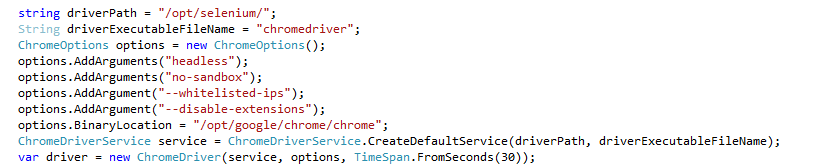 string driverPath = "/opt/selenium/";
String driverExecutableFileName = "chromedriver";
ChromeOptions options = new ChromeOptions();
options.AddArguments("headless");
options.AddArguments("no-sandbox");
options.AddArguments("--whitelisted-ips");
options.AddArguments("--disable-extensions");
options.BinaryLocation = "/opt/google/chrome/chrome";
ChromeDriverService service = ChromeDriverService.CreateDefaultService(driverPath, driverExecutableFileName);
var driver = new ChromeDriver(service, options, TimeSpan.FromSeconds(30));